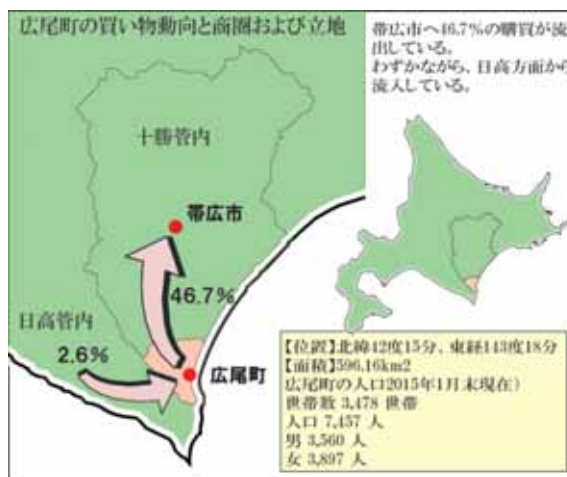 広尾町の買い物動向と商圏および立地
帯広市へ46.7%の購買が流
出している。
わずかながら、日高方面から
流入している。
十勝管内
帯広市
46.7%
日高管内
2.6%
広尾町
【位置】北緯42度15分、東経143度18分
【面積】596.16km2
広尾町の人口2015年1月末現在）
世帯数 3,478 世帯
人口 7,457 人
男 3,560 人
女 3,897 人